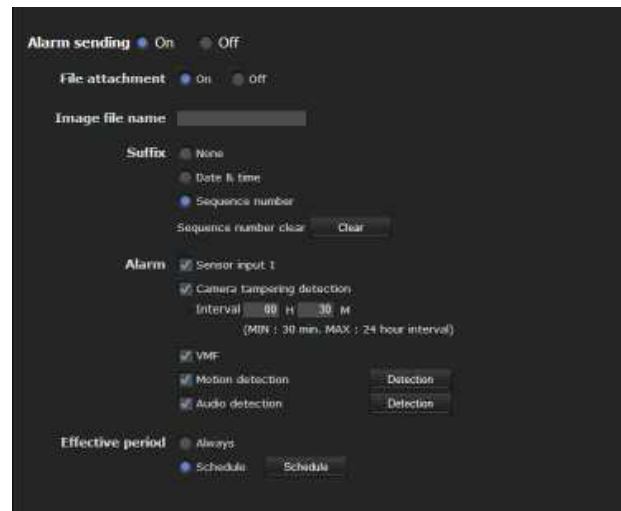 Alarm sending On Off
File attachment On Off
Image file name
Suffix None
Date & time
Sequence number
Sequence number clear Clear
Alarm Sensor input 1
Camera tampering detection
Interval 00 H 30 M
(MIN : 30 min. MAX : 24 hour interval)
VMF
Motion detection Detection
Audio detection Detection
Effective period Always
Schedule Schedule